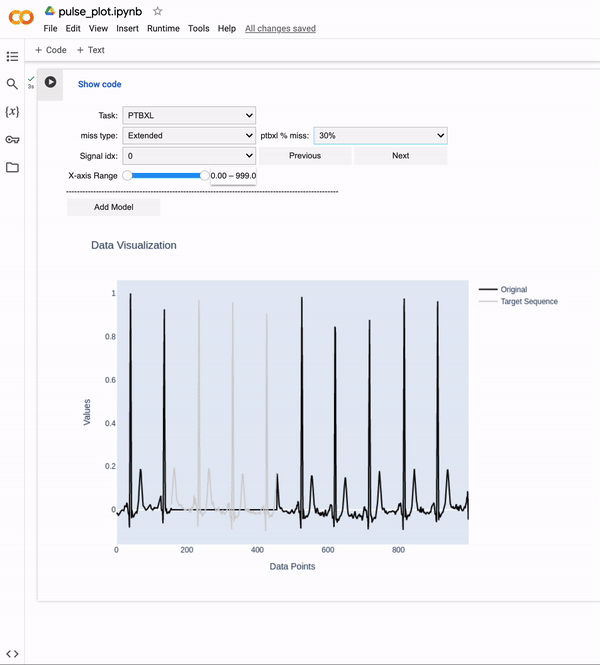 pulse_plot.ipynb
File Edit View Insert Runtime Tools Help All changes saved
+ Code + Text
3s
Show code
{x}
Task: PTBXL
miss type: Extended ptbxl % miss: 30%
Signal idx: 0 Previous Next
X-axis Range 0.00 – 999.0
Add Model
Data Visualization
Original
Target Sequence
1
0.8
0.6
0.4
0.2
0
Values
0 200 400 600 800
Data Points